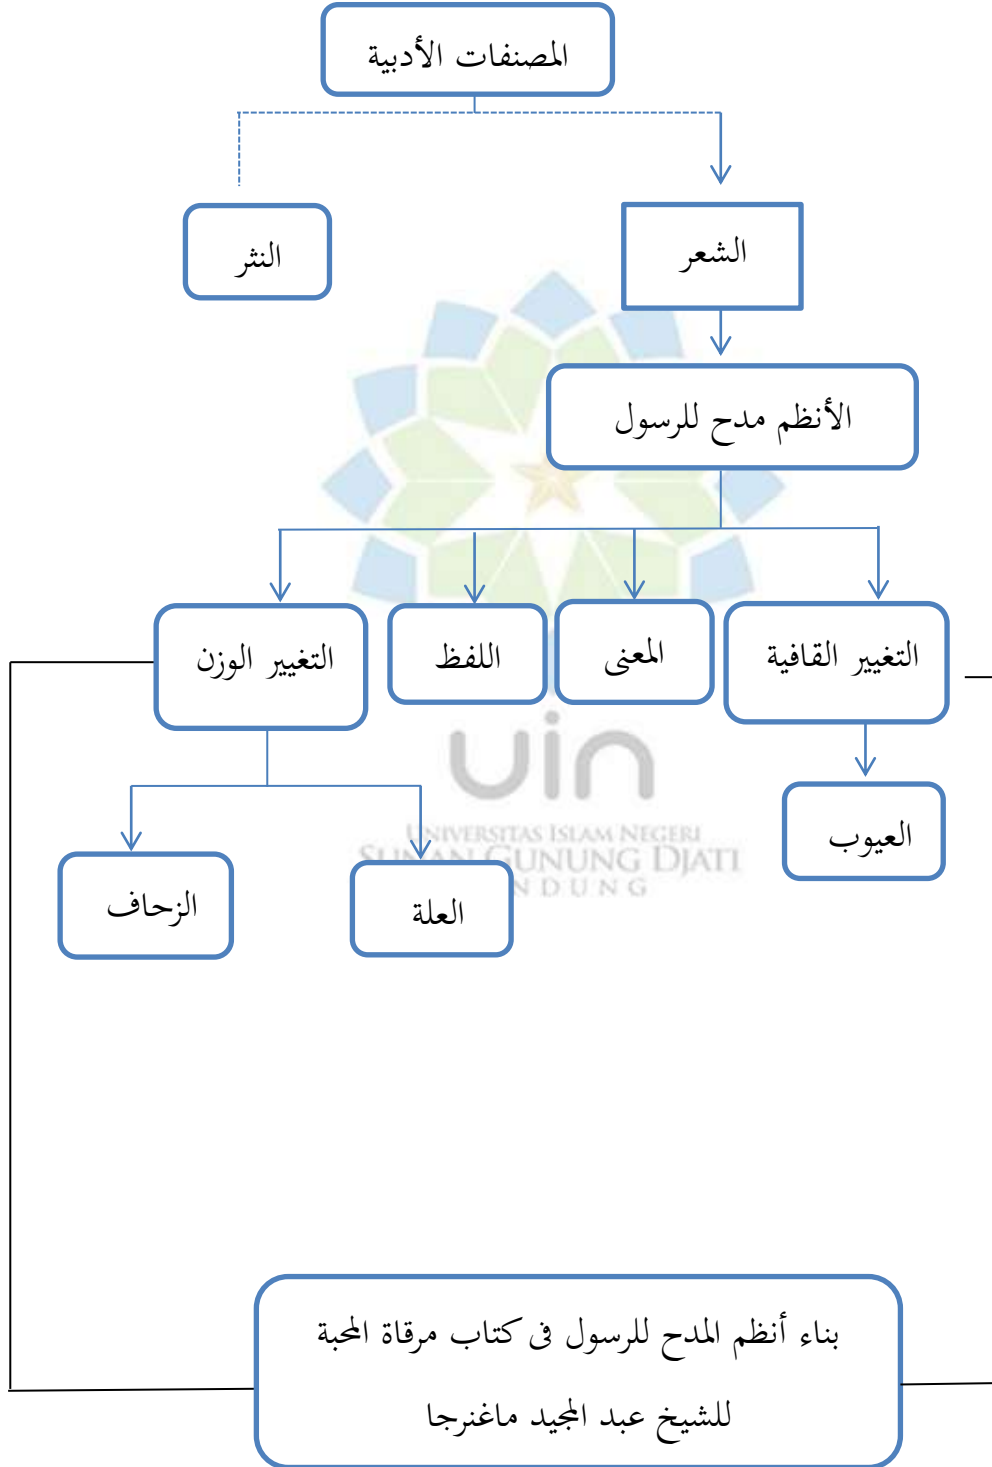 المصنفات الأدبية
الشعر
النثر
الأنظم مدح للرسول
التغيير القافية
المعنى
اللفظ
التغيير الوزن
uin
UNIVERSITAS ISLAM NEGERI
SUNAN GUNUNG DJATI
NDUNG
العيوب
العلة
الزحاف
بناء أنظم المدح للرسول فى كتاب مرقاة المحبة
للشيخ عبد المجيد ماغنرجا